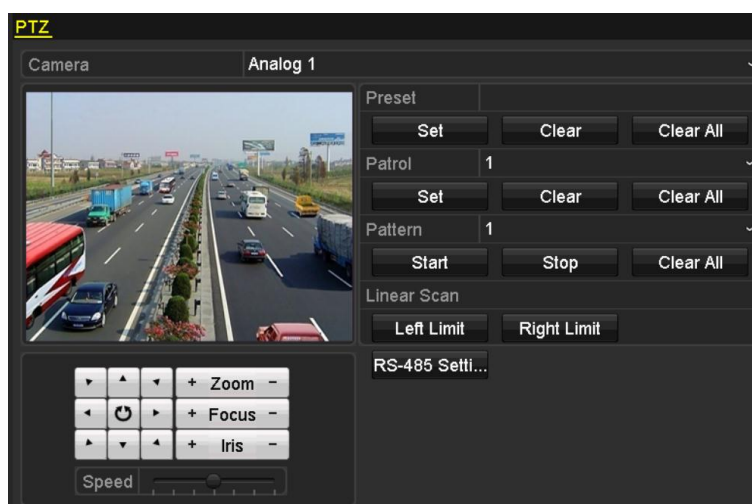 PTZ
Camera Analog 1
Preset
Set Clear Clear All
Patrol 1
Set Clear Clear All
Pattern 1
Start Stop Clear All
Linear Scan
Left Limit Right Limit
RS-485 Setti...
+ Zoom -
+ Focus -
+ Iris -
Speed